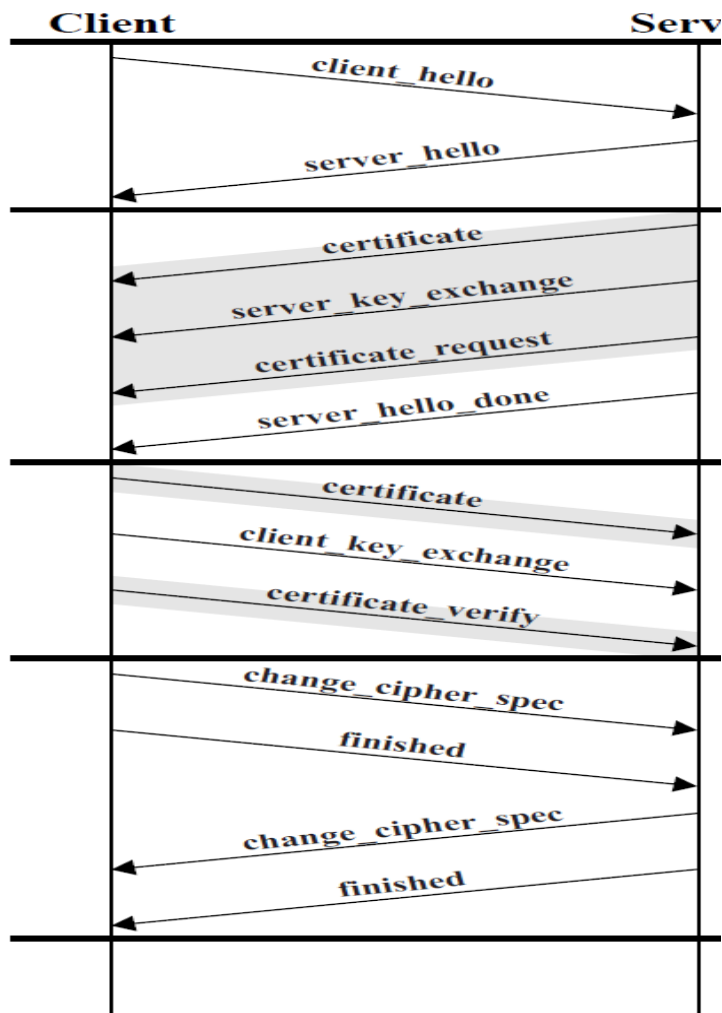 Client Serv
client_hello
server_hello
certificate
server_key_exchange
certificate_request
server_hello_done
certificate
client_key_exchange
certificate_verify
change_cipher_spec
finished
change_cipher_spec
finished